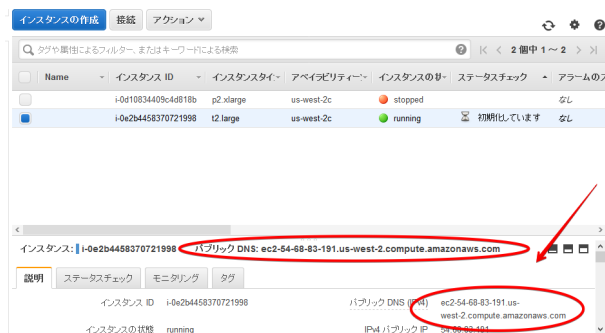 インスタンスの作成 接続 アクション
タグや属性によるフィルター、またはキーワードによる検索 2 個中 1 ~ 2
Name インスタンス ID インスタンスタイ アベイラビリティー インスタンスの状 ステータスチェック アラームのス
i-0d10834409c4d818b p2.xlarge us-west-2c stopped なし
i-0e2b4458370721998 t2.large us-west-2c running 初期化しています なし
インスタンス: i-0e2b4458370721998 パブリック DNS: ec2-54-68-83-191.us-west-2.compute.amazonaws.com
説明 ステータスチェック モニタリング タグ
インスタンス ID i-0e2b4458370721998 パブリック DNS (IPv4) ec2-54-68-83-191.us-
west-2.compute.amazonaws.com
インスタンスの状態 running IPv4 パブリック IP 54.68.83.191